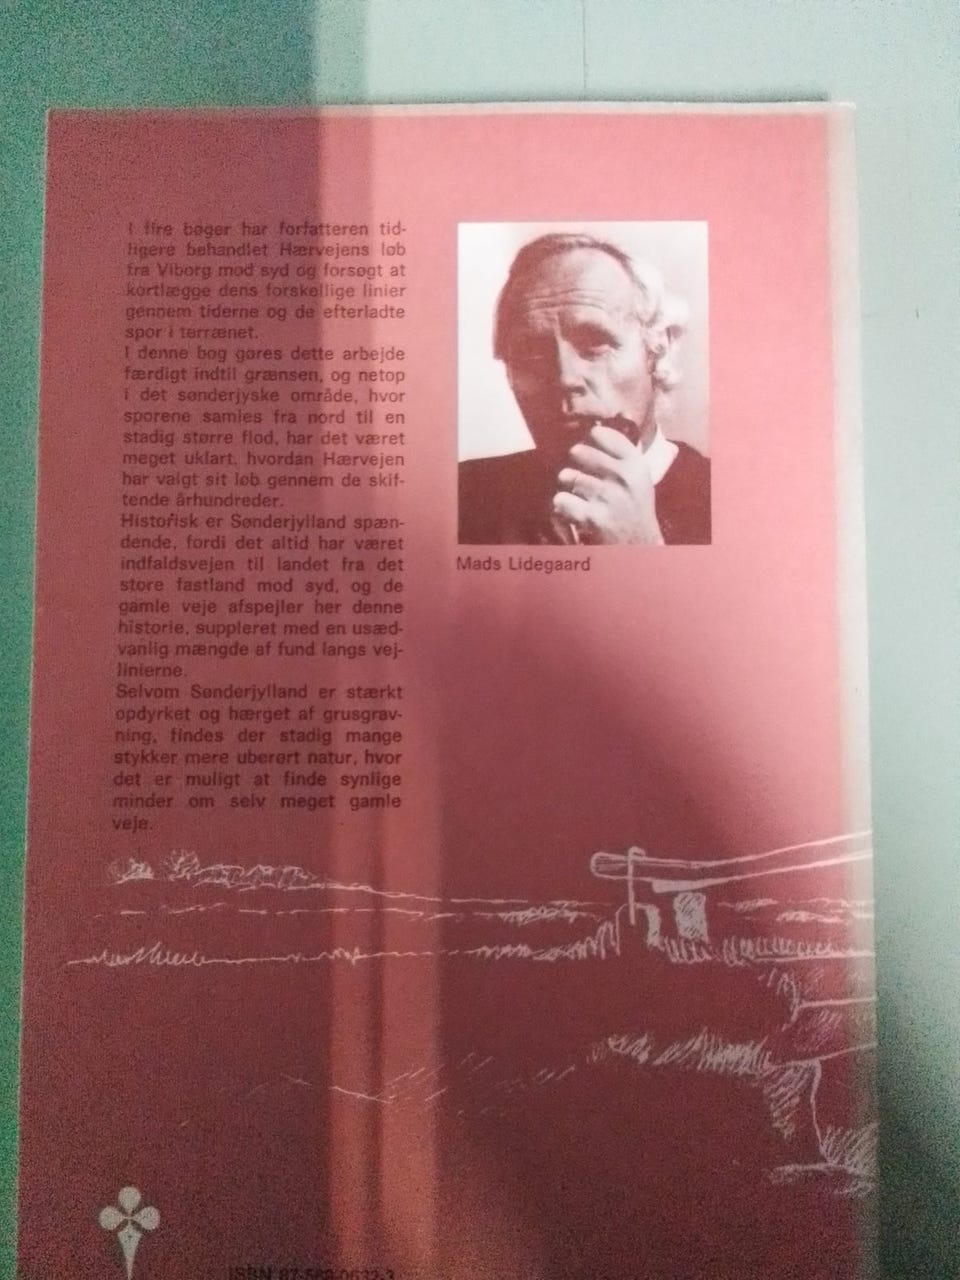 I fire bøger har forfatteren tid-
ligere behandlet Hærvejens løb
fra Viborg mod syd og forsøgt at
kortlægge dens forskellige linier
gennem tiderne og de efterladte
spor i terrænet.
I denne bog gøres dette arbejde
færdigt indtil grænsen, og netop
i det sønderjyske område, hvor
sporene samles fra nord til en
stadig større flod, har det været
meget uklart, hvordan Hærvejen
har valgt sit løb gennem de skif-
tende århundreder.
Historisk er Sønderjylland spæn-
dende, fordi det altid har været
indfaldsvejen til landet fra det
store fastland mod syd, og de
gamle veje afspejler her denne
historie, suppleret med en usæd-
vanlig mængde af fund langs vej-
linierne.
Selvom Sønderjylland er stærkt
opdyrket og hærget af grusgrav-
ning, findes der stadig mange
stykker mere uberørt natur, hvor
det er muligt at finde synlige
minder om selv meget gamle
veje.
Mads Lidegaard
ISBN